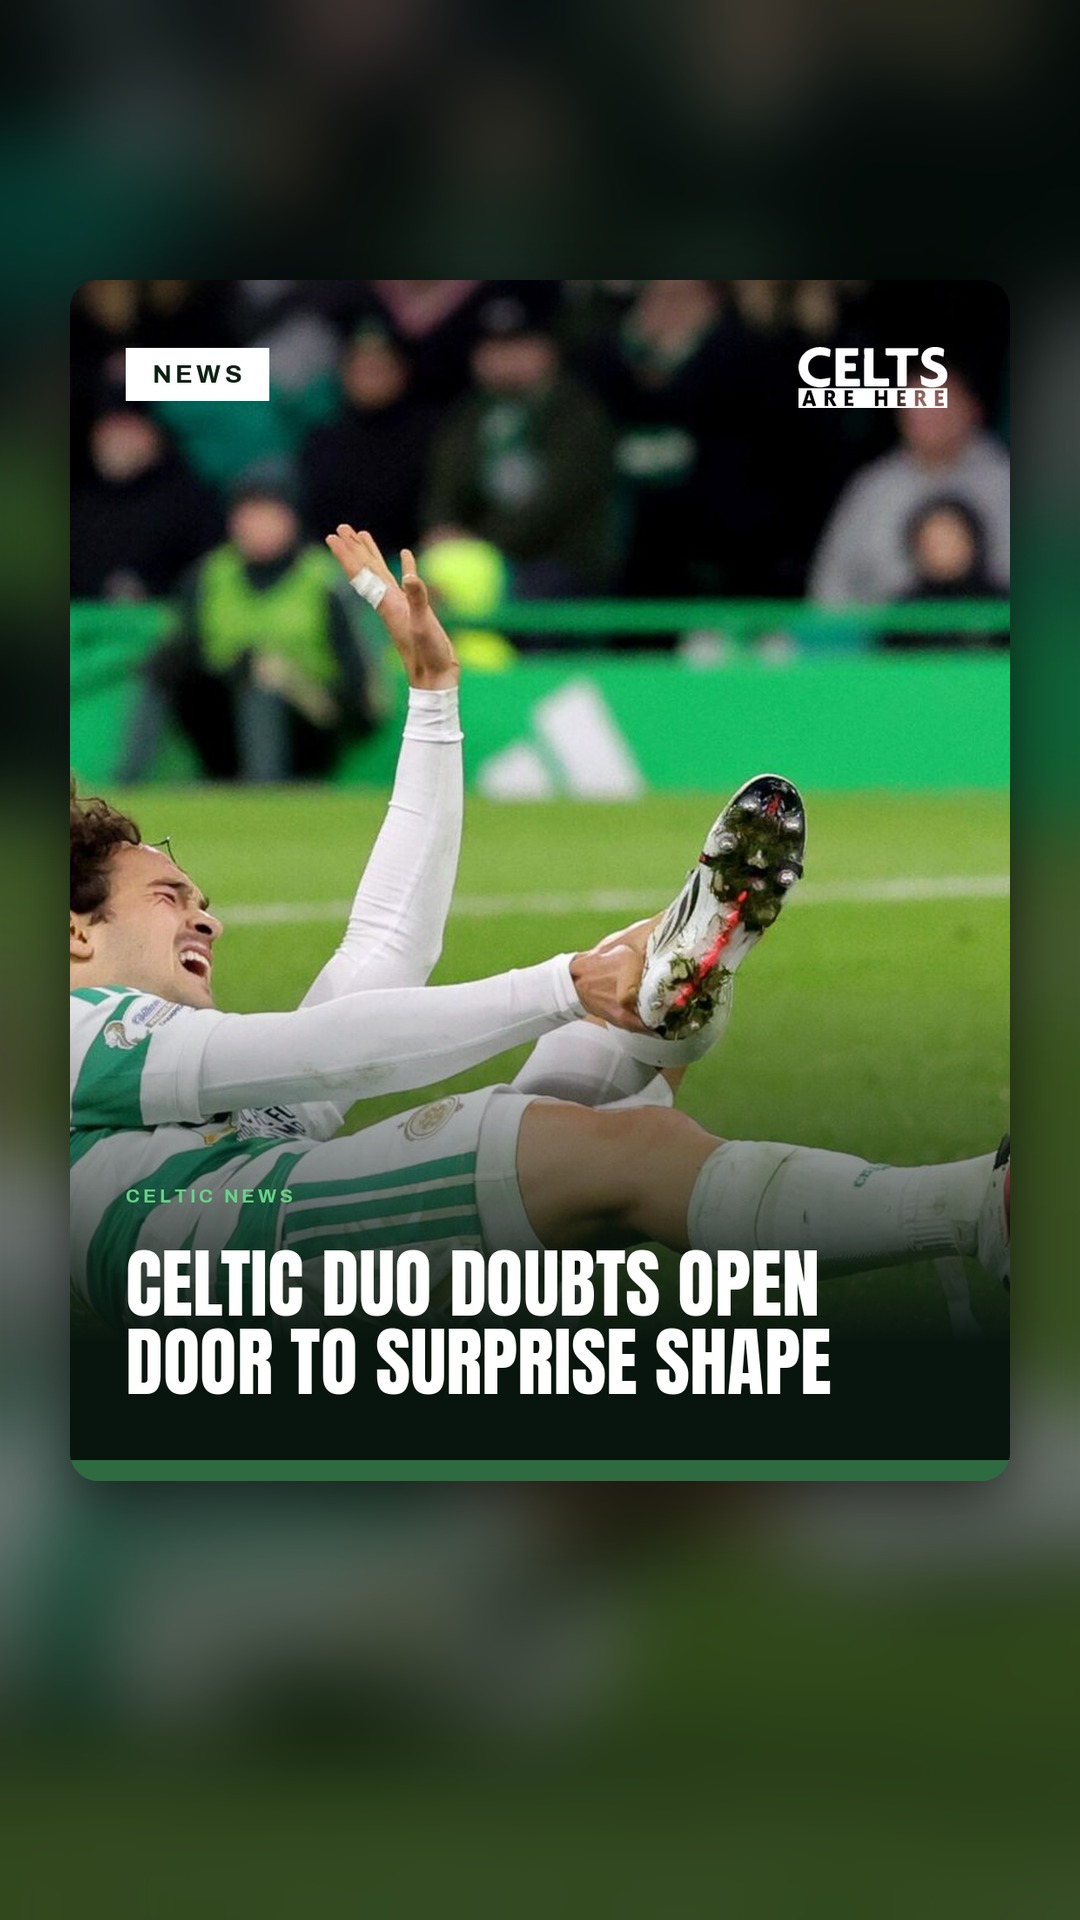 NEWS
CELTS
ARE HERE
CELTIC NEWS
CELTIC DUO DOUBTS OPEN
DOOR TO SURPRISE SHAPE